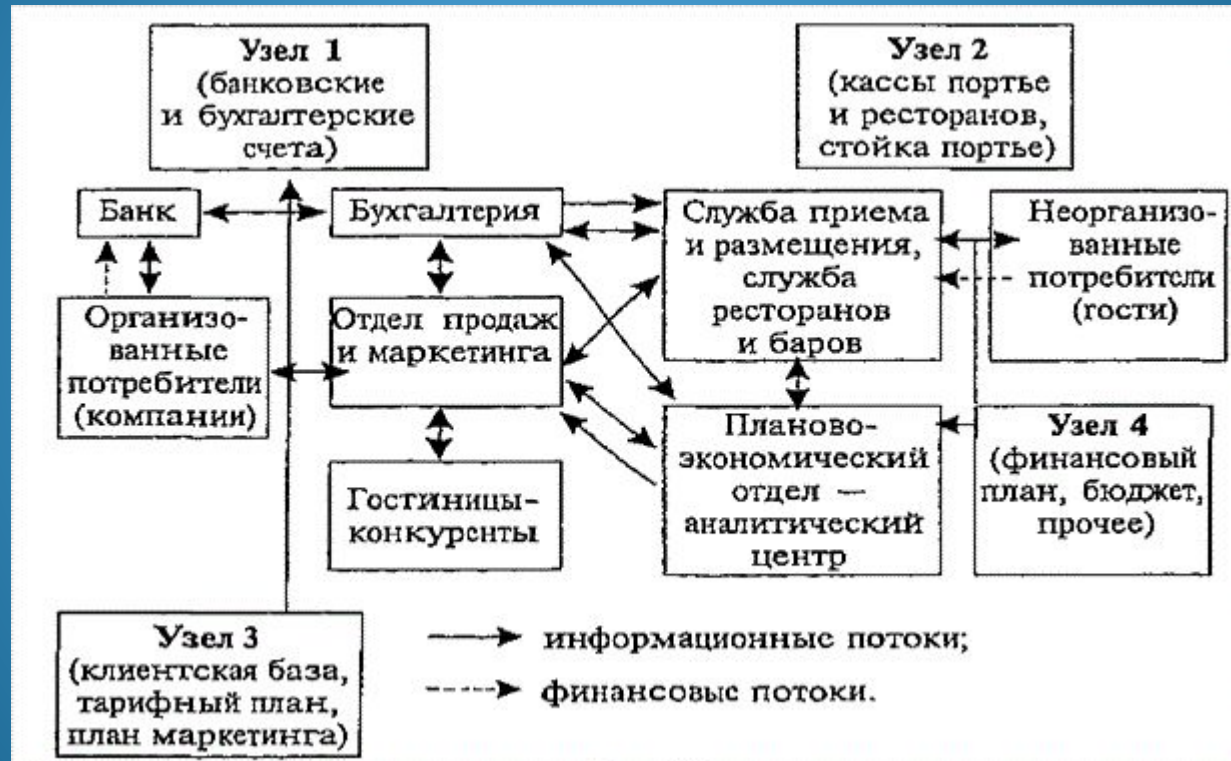 Узел 1
(банковские
и бухгалтерские
счета)
Узел 2
(кассы портье
и ресторанов,
стойка портье)
Банк
Бухгалтерия
Служба приема
и размещения,
служба
ресторанов
и баров
Неорганизо-
ванные
потребители
(гости)
Организо-
ванные
потребители
(компании)
Отдел продаж
и маркетинга
Гостиницы-
конкуренты
Планово-
экономический
отдел —
аналитический
центр
Узел 4
(финансовый
план, бюджет,
прочее)
Узел 3
(клиентская база,
тарифный план,
план маркетинга)
информационные потоки;
финансовые потоки.